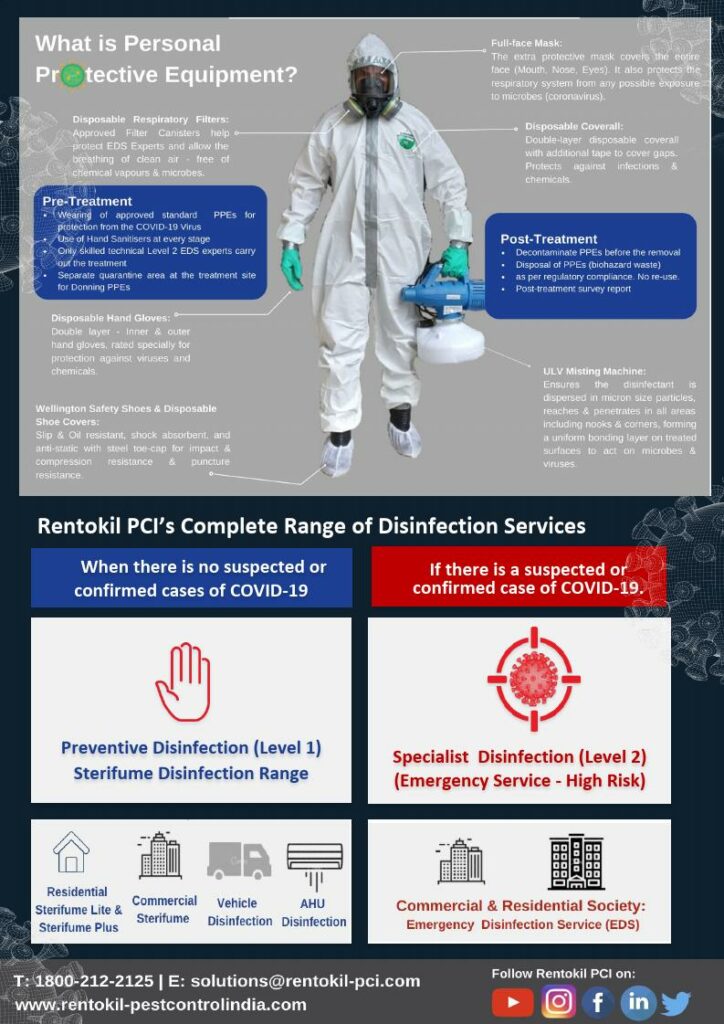 What is Personal
Protective Equipment?
Full-face Mask:
The extra protective mask covers the entire
face (Mouth, Nose, Eyes). It also protects the
respiratory system from any possible exposure
to microbes (coronavirus).
Disposable Respiratory Filters:
Approved Filter Canisters help
protect EDS Experts and allow the
breathing of clean air - free of
chemical vapours & microbes.
Disposable Coverall:
Double-layer disposable coverall
with additional tape to cover gaps.
Protects against infections &
chemicals.
Pre-Treatment
• Wearing of approved standard PPEs for
protection from the COVID-19 Virus
• Use of Hand Sanitisers at every stage
• Only skilled technical Level 2 EDS experts carry
out the treatment
• Separate quarantine area at the treatment site
for Donning PPEs
Post-Treatment
• Decontaminate PPEs before the removal
• Disposal of PPEs (biohazard waste)
• as per regulatory compliance. No re-use.
• Post-treatment survey report
Disposable Hand Gloves:
Double layer - Inner & outer
hand gloves, rated specially for
protection against viruses and
chemicals.
ULV Misting Machine:
Ensures the disinfectant is
dispersed in micron size particles,
reaches & penetrates in all areas
including nooks & corners, forming
a uniform bonding layer on treated
surfaces to act on microbes &
viruses.
Wellington Safety Shoes & Disposable
Shoe Covers:
Slip & Oil resistant, shock absorbent, and
anti-static with steel toe-cap for impact &
compression resistance & puncture
resistance.
Rentokil PCI’s Complete Range of Disinfection Services
When there is no suspected or
confirmed cases of COVID-19
If there is a suspected or
confirmed case of COVID-19.
Preventive Disinfection (Level 1)
Sterifume Disinfection Range
Specialist Disinfection (Level 2)
(Emergency Service - High Risk)
Residential
Sterifume Lite &
Sterifume Plus
Commercial
Sterifume
Vehicle
Disinfection
AHU
Disinfection
Commercial & Residential Society:
Emergency Disinfection Service (EDS)
T: 1800-212-2125 | E: solutions@rentokil-pci.com
www.rentokil-pestcontrolindia.com
Follow Rentokil PCI on: